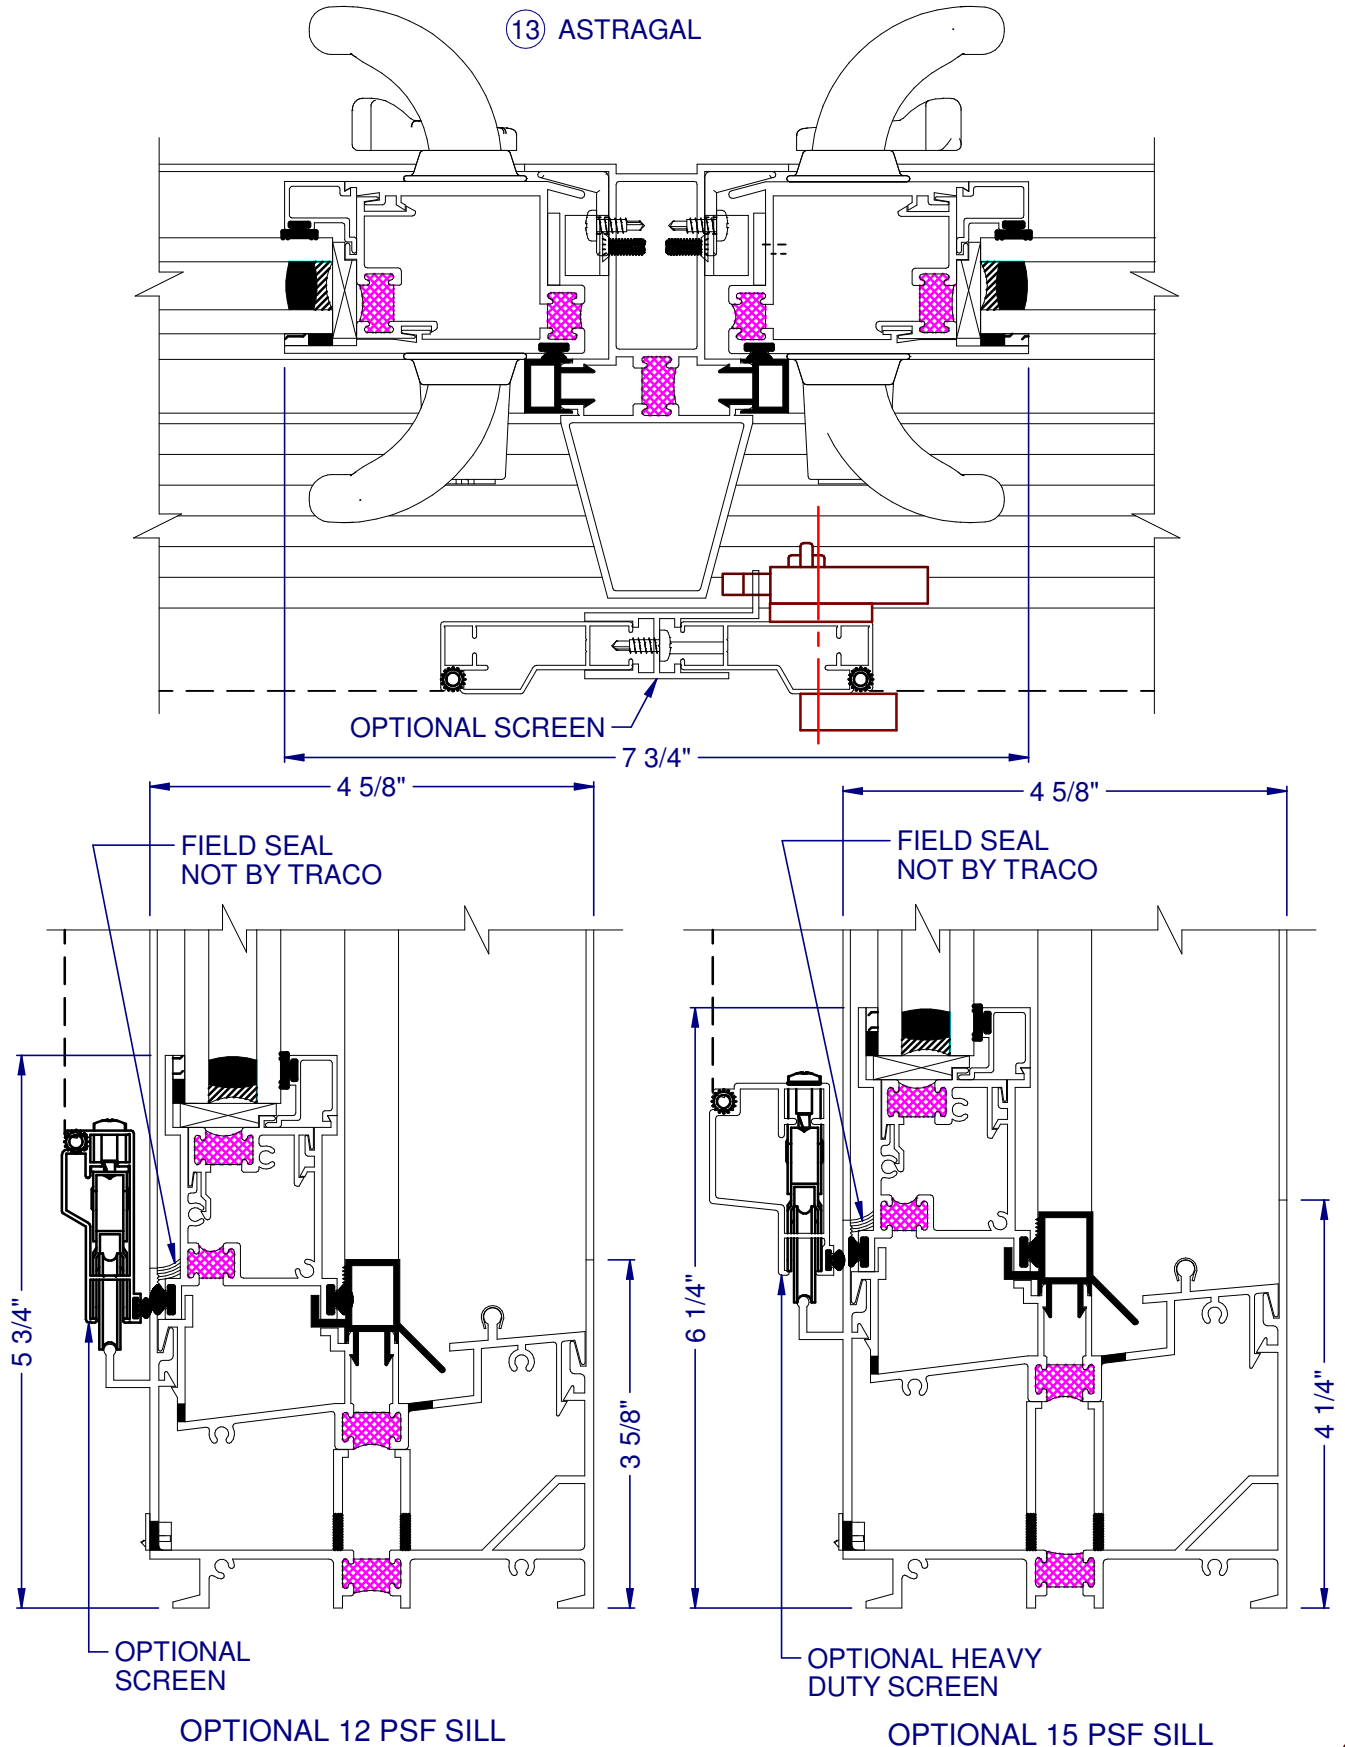 13 ASTRAGAL
OPTIONAL SCREEN
7 3/4"
4 5/8"
4 5/8"
FIELD SEAL
NOT BY TRACO
FIELD SEAL
NOT BY TRACO
5 3/4"
3 5/8"
6 1/4"
4 1/4"
OPTIONAL
SCREEN
OPTIONAL HEAVY
DUTY SCREEN
OPTIONAL 12 PSF SILL
OPTIONAL 15 PSF SILL